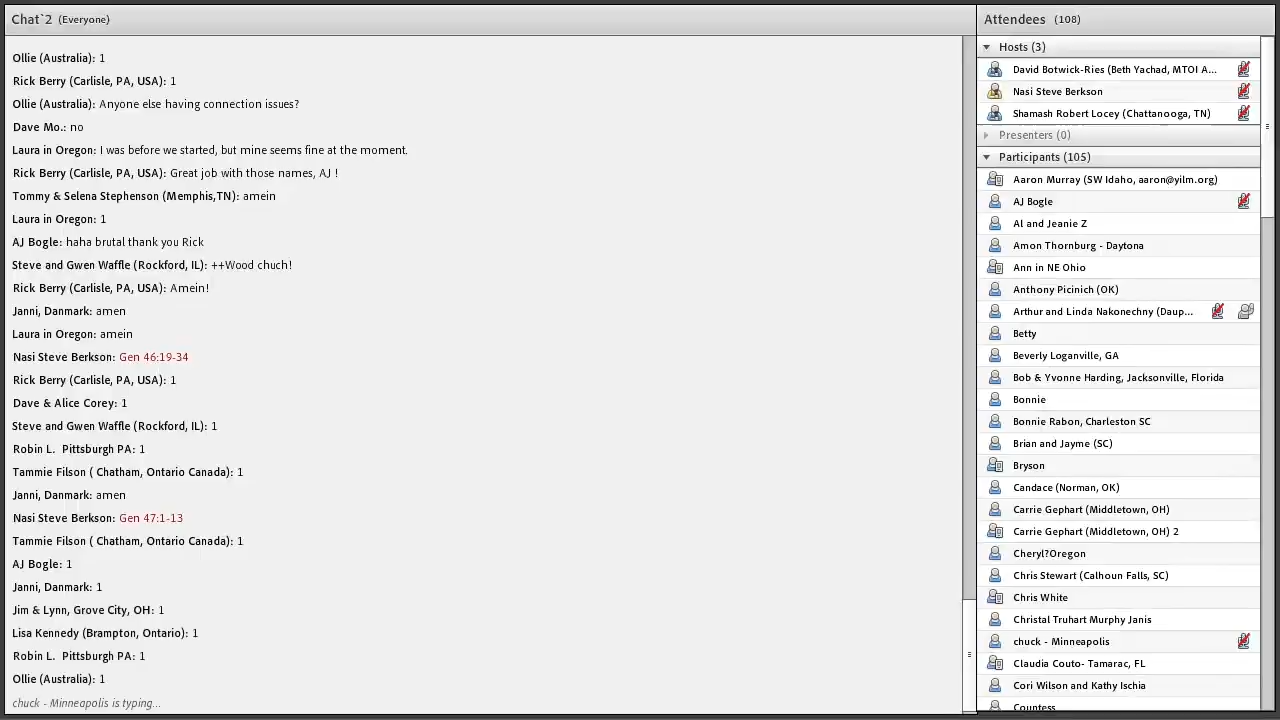 Chat`2 (Everyone)
Ollie (Australia): 1
Rick Berry (Carlisle, PA, USA): 1
Ollie (Australia): Anyone else having connection issues?
Dave Mo.: no
Laura in Oregon: I was before we started, but mine seems fine at the moment.
Rick Berry (Carlisle, PA, USA): Great job with those names, AJ !
Tommy & Selena Stephenson (Memphis,TN): amein
Laura in Oregon: 1
AJ Bogle: haha brutal thank you Rick
Steve and Gwen Waffle (Rockford, IL): ++Wood chuch!
Rick Berry (Carlisle, PA, USA): Amein!
Janni, Danmark: amen
Laura in Oregon: amein
Nasi Steve Berkson: Gen 46:19-34
Rick Berry (Carlisle, PA, USA): 1
Dave & Alice Corey: 1
Steve and Gwen Waffle (Rockford, IL): 1
Robin L. Pittsburgh PA: 1
Tammie Filson ( Chatham, Ontario Canada): 1
Janni, Danmark: amen
Nasi Steve Berkson: Gen 47:1-13
Tammie Filson ( Chatham, Ontario Canada): 1
AJ Bogle: 1
Janni, Danmark: 1
Jim & Lynn, Grove City, OH: 1
Lisa Kennedy (Brampton, Ontario): 1
Robin L. Pittsburgh PA: 1
Ollie (Australia): 1
chuck - Minneapolis is typing...
Attendees (108)
Hosts (3)
David Botwick-Ries (Beth Yachad, MTOI A...
Nasi Steve Berkson
Shamash Robert Locey (Chattanooga, TN)
Presenters (0)
Participants (105)
Aaron Murray (SW Idaho, aaron@yilm.org)
AJ Bogle
Al and Jeanie Z
Amon Thornburg - Daytona
Ann in NE Ohio
Anthony Picinich (OK)
Arthur and Linda Nakonechny (Daup...
Betty
Beverly Loganville, GA
Bob & Yvonne Harding, Jacksonville, Florida
Bonnie
Bonnie Rabon, Charleston SC
Brian and Jayme (SC)
Bryson
Candace (Norman, OK)
Carrie Gephart (Middletown, OH)
Carrie Gephart (Middletown, OH) 2
Cheryl?Oregon
Chris Stewart (Calhoun Falls, SC)
Chris White
Christal Truhart Murphy Janis
chuck - Minneapolis
Claudia Couto- Tamarac, FL
Cori Wilson and Kathy Ischia
Countess